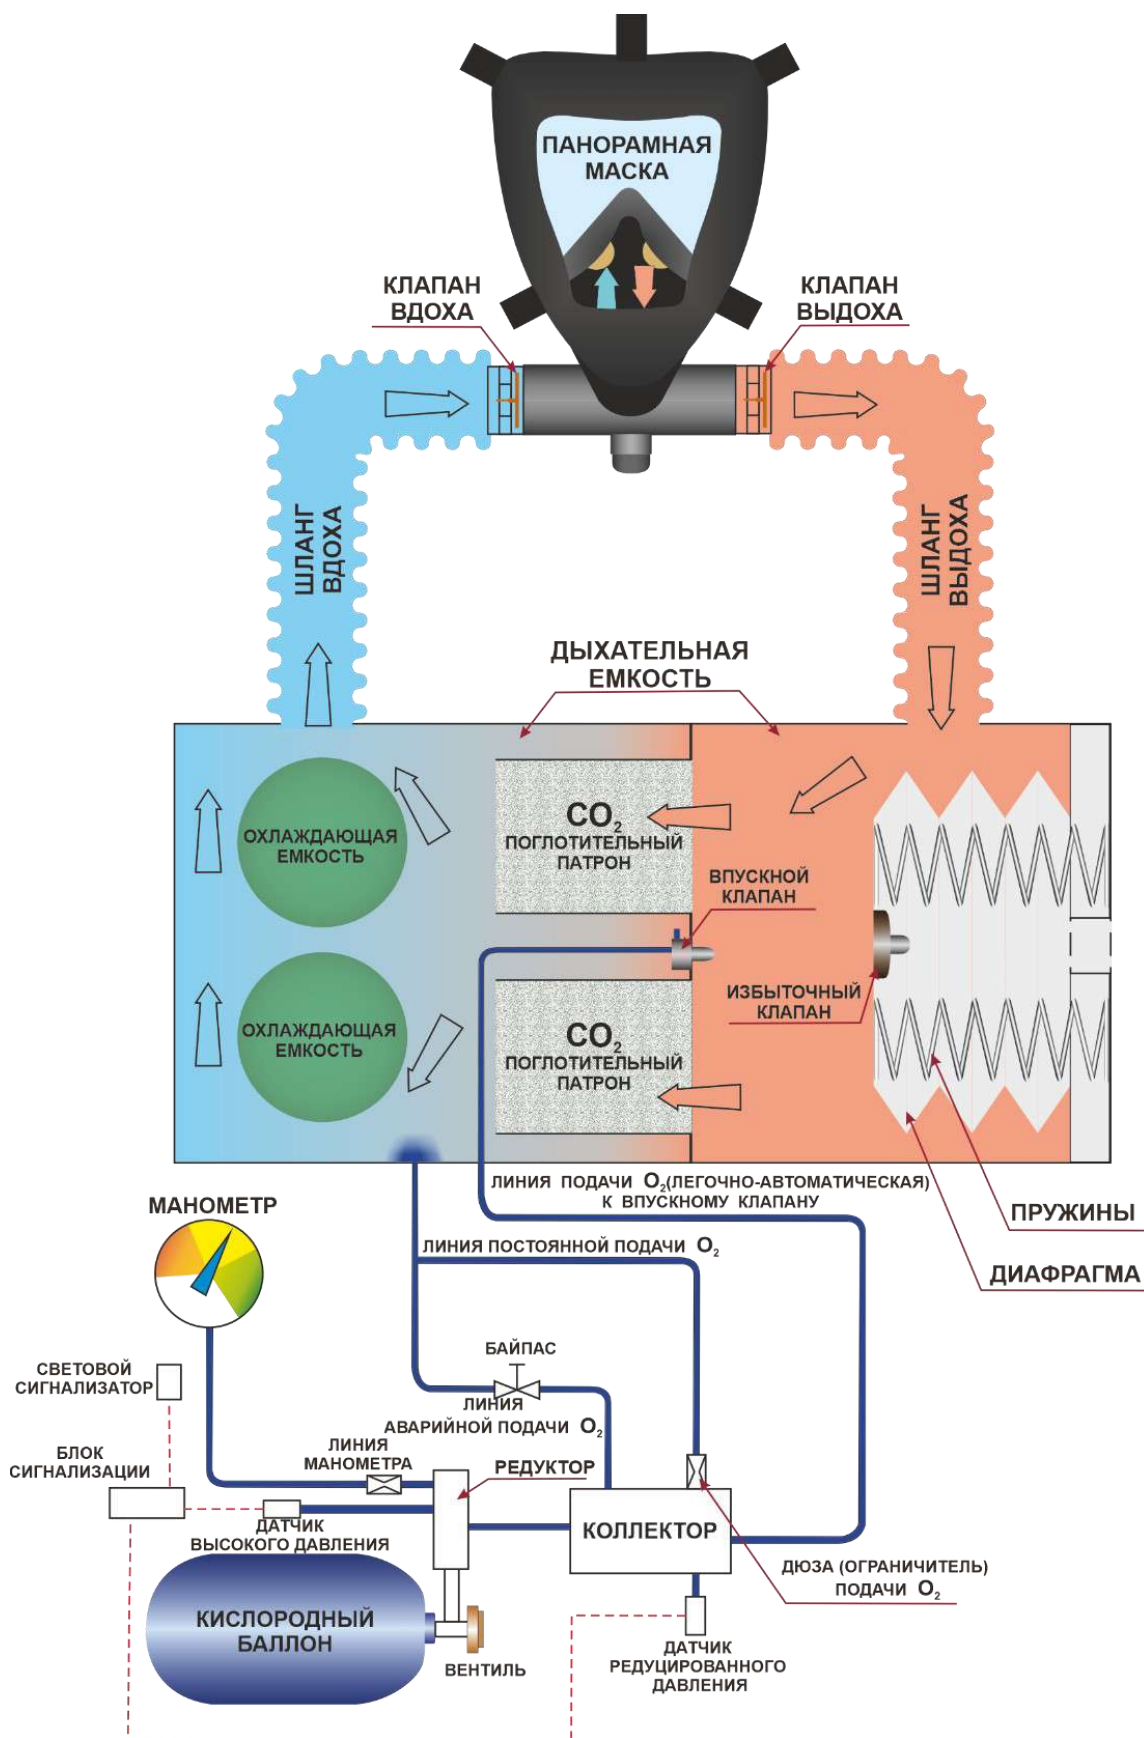 ПАНОРАМНАЯ
МАСКА
КЛАПАН
ВДОХА
КЛАПАН
ВЫДОХА
ШЛАНГ
ВДОХА
ШЛАНГ
ВЫДОХА
ДЫХАТЕЛЬНАЯ
ЕМКОСТЬ
ОХЛАЖДАЮЩАЯ
ЕМКОСТЬ
CO₂
ПОГЛОТИТЕЛЬНЫЙ
ПАТРОН
ВПУСКНОЙ
КЛАПАН
ИЗБЫТОЧНЫЙ
КЛАПАН
ОХЛАЖДАЮЩАЯ
ЕМКОСТЬ
CO₂
ПОГЛОТИТЕЛЬНЫЙ
ПАТРОН
ЛИНИЯ ПОДАЧИ O₂(ЛЕГОЧНО-АВТОМАТИЧЕСКАЯ)
К ВПУСКНОМУ КЛАПАНУ
ПРУЖИНЫ
ДИАФРАГМА
МАНОМЕТР
ЛИНИЯ ПОСТОЯННОЙ ПОДАЧИ O₂
БАЙПАС
ЛИНИЯ
АВАРИЙНОЙ ПОДАЧИ O₂
СВЕТОВОЙ
СИГНАЛИЗАТОР
БЛОК
СИГНАЛИЗАЦИИ
ЛИНИЯ
МАНОМЕТРА
РЕДУКТОР
ДАТЧИК
ВЫСОКОГО ДАВЛЕНИЯ
КОЛЛЕКТОР
ДЮЗА (ОГРАНИЧИТЕЛЬ)
ПОДАЧИ O₂
КИСЛОРОДНЫЙ
БАЛЛОН
ВЕНТИЛЬ
ДАТЧИК
РЕДУЦИРОВАННОГО
ДАВЛЕНИЯ